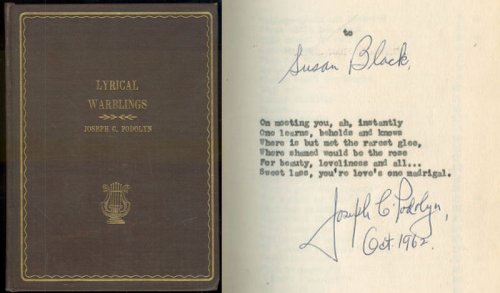 LYRICAL
WARBLINGS
JOSEPH C. PODOLYN
to
Susan Black,
On meeting you, ah, instantly
One learns, beholds and knows
Where is but met the rarest glee,
Where shamed would be the rose
For beauty, loveliness and all...
Sweet lass, you're love's one madrigal.
Joseph C. Podolyn,
Oct. 1962